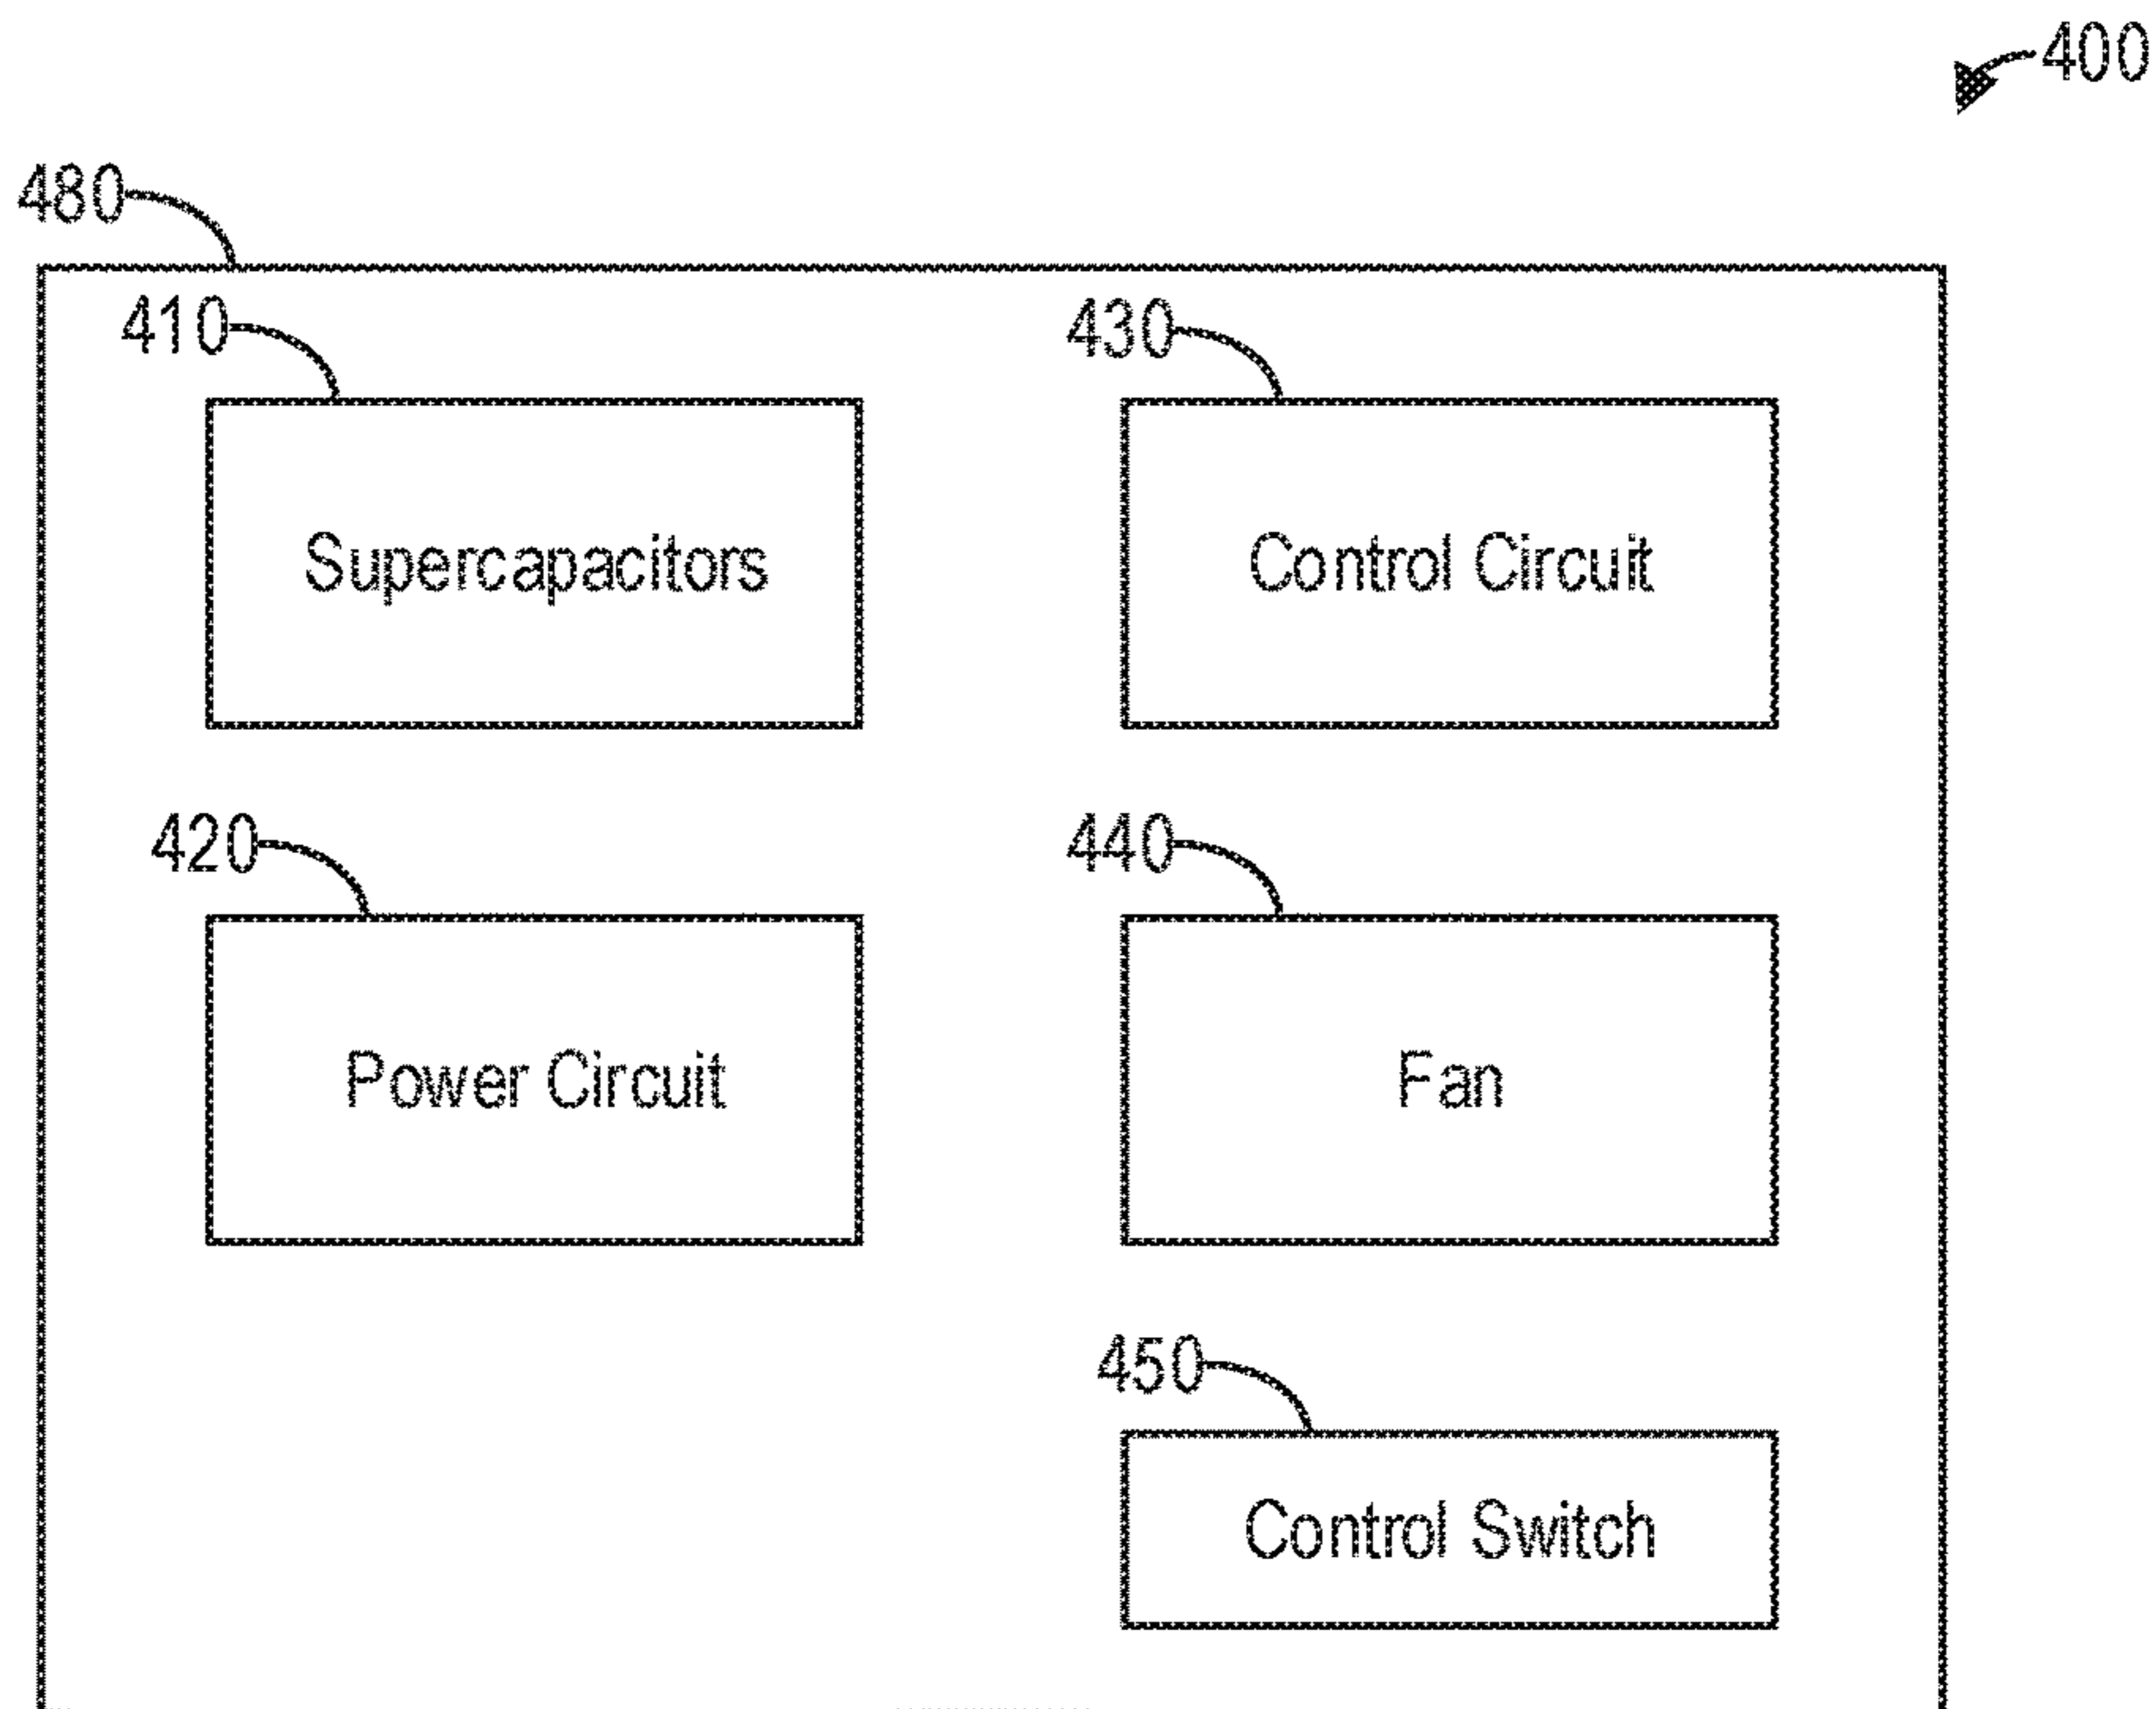 400
480
410
430
Supercapacitors
Control Circuit
420
440
Power Circuit
Fan
450
Control Switch